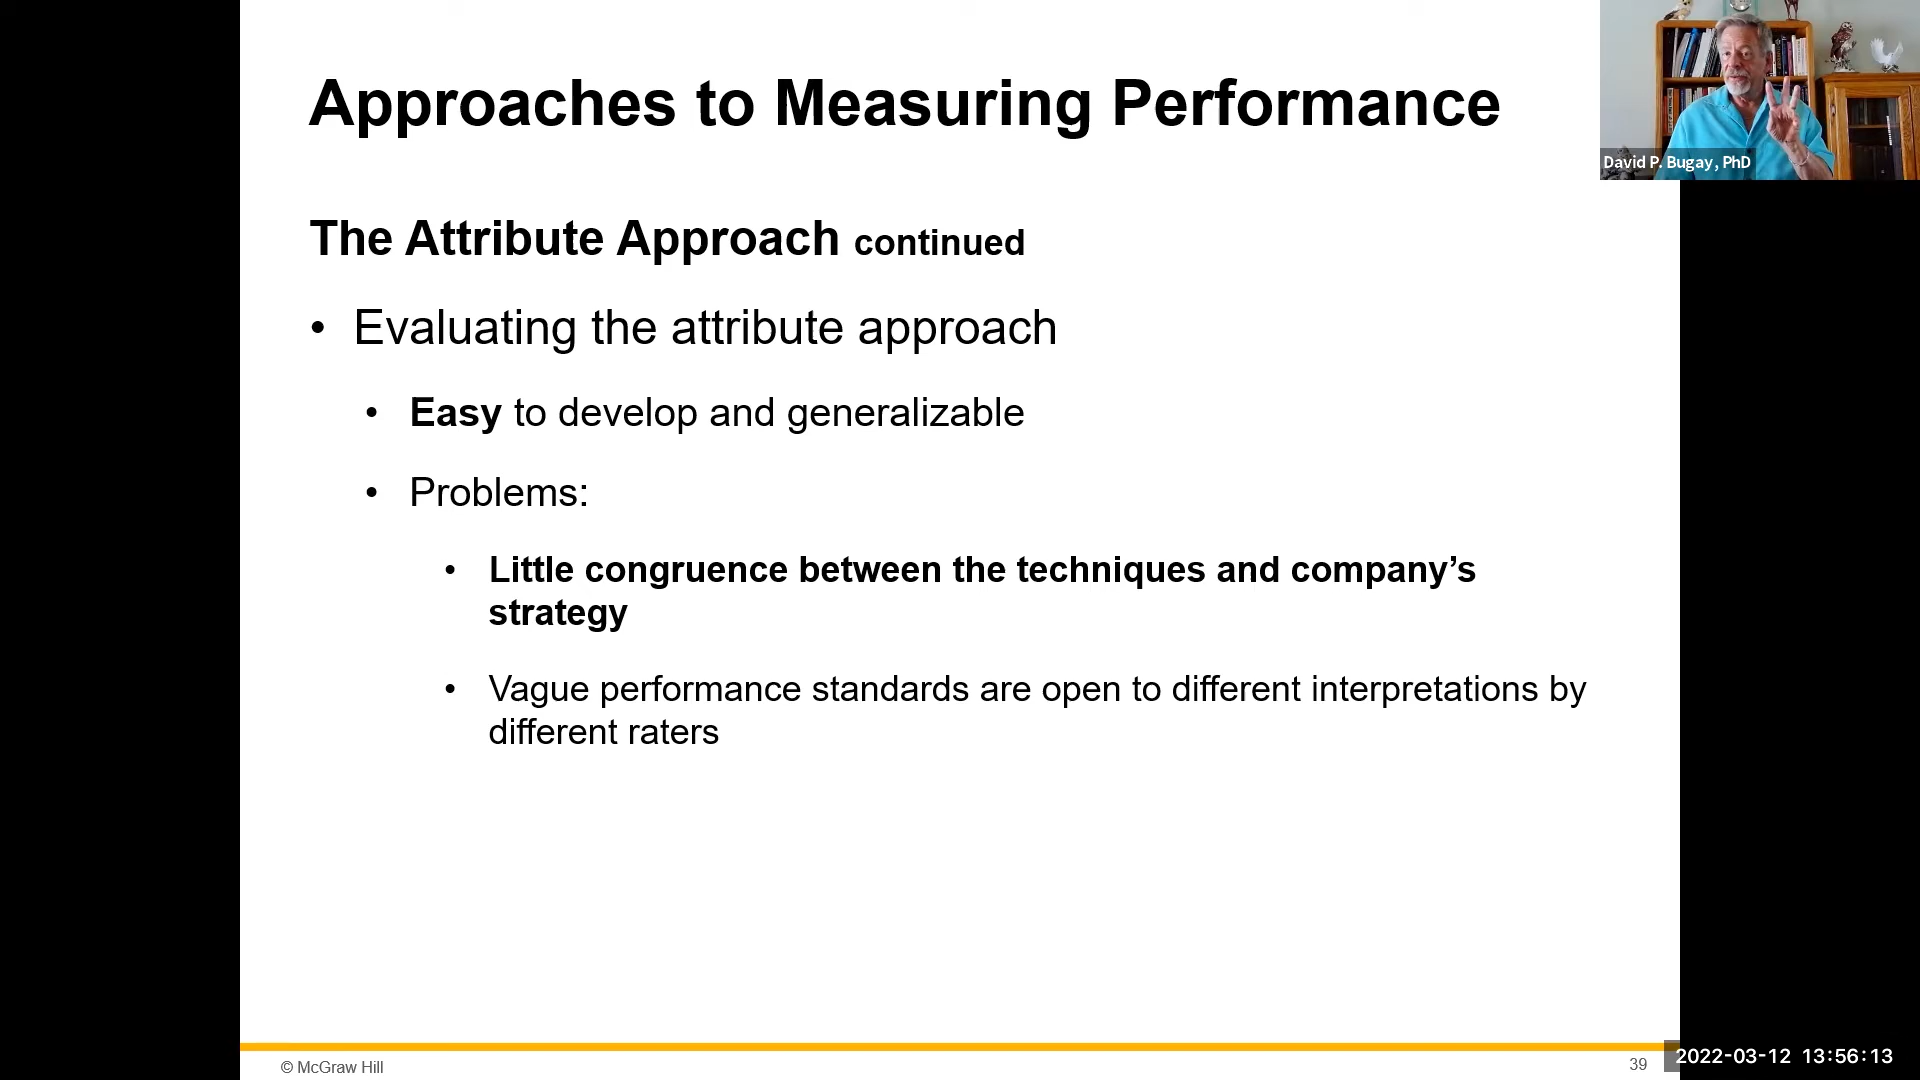 Approaches to Measuring Performance
David P. Bugay, PhD
The Attribute Approach continued
• Evaluating the attribute approach
• Easy to develop and generalizable
• Problems:
• Little congruence between the techniques and company’s
strategy
• Vague performance standards are open to different interpretations by
different raters
© McGraw Hill
39
2022-03-12 13:56:13